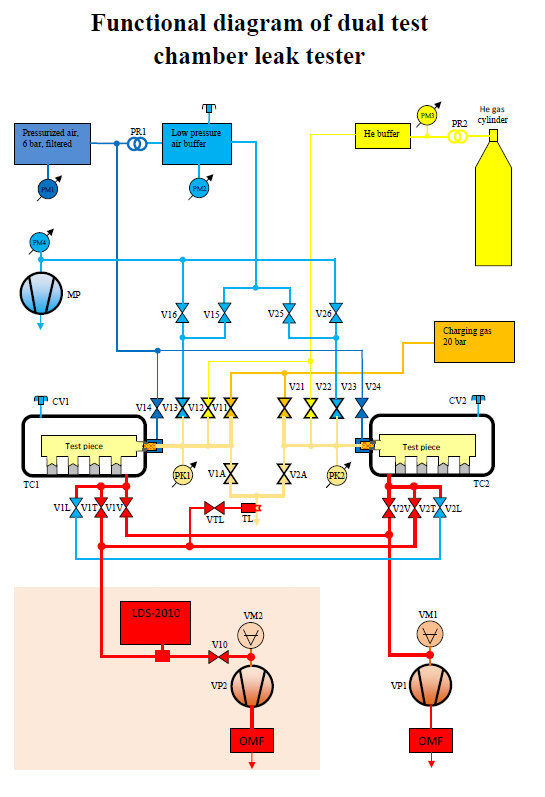 Functional diagram of dual test
chamber leak tester
He gas
cylinder
PM3
PR2
Pressurized air,
6 bar, filtered
PR1
Low pressure
air buffer
He buffer
PM1
PM2
PM4
MP
V16
V15
V25
V26
Charging gas
20 bar
V21
V22
V23
V24
CV1
V14
V13
V12
V11
CV2
Test piece
Test piece
TC1
PK1
V1A
V2A
PK2
TC2
V1L
V1T
V1V
VTL
TL
V2V
V2T
V2L
LDS-2010
VM2
VM1
V10
VP2
VP1
OMF
OMF